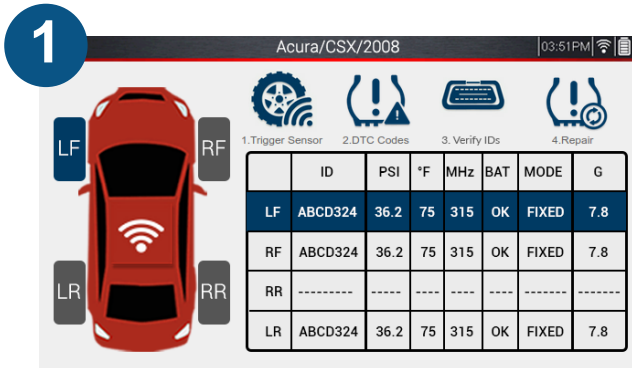 1
Acura/CSX/2008 03:51PM
1.Trigger Sensor 2.DTC Codes 3. Verify IDs 4.Repair
LF RF
ID PSI °F MHz BAT MODE G
LF ABCD324 36.2 75 315 OK FIXED 7.8
RF ABCD324 36.2 75 315 OK FIXED 7.8
RR --------- ----- ---- ---- ---- ------- -------
LR ABCD324 36.2 75 315 OK FIXED 7.8
LR RR